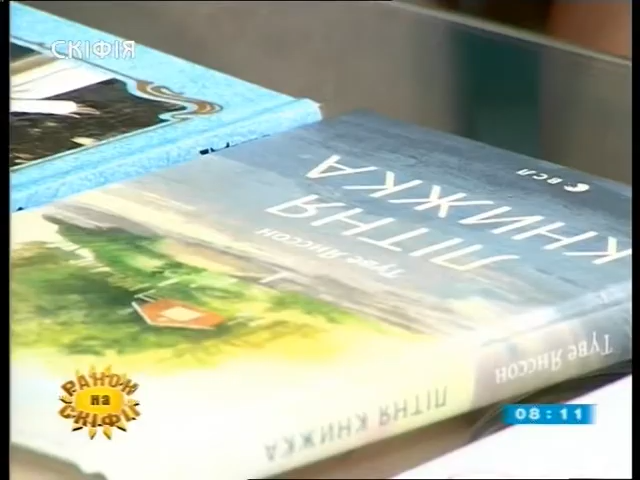 СКІФІЯ
ЛІТНЯ
КНИЖКА
Туве Янссон
ВСЛ
Туве Янссон
ЛІТНЯ КНИЖКА
РАНОК
на
СКІФІЇ
08:11